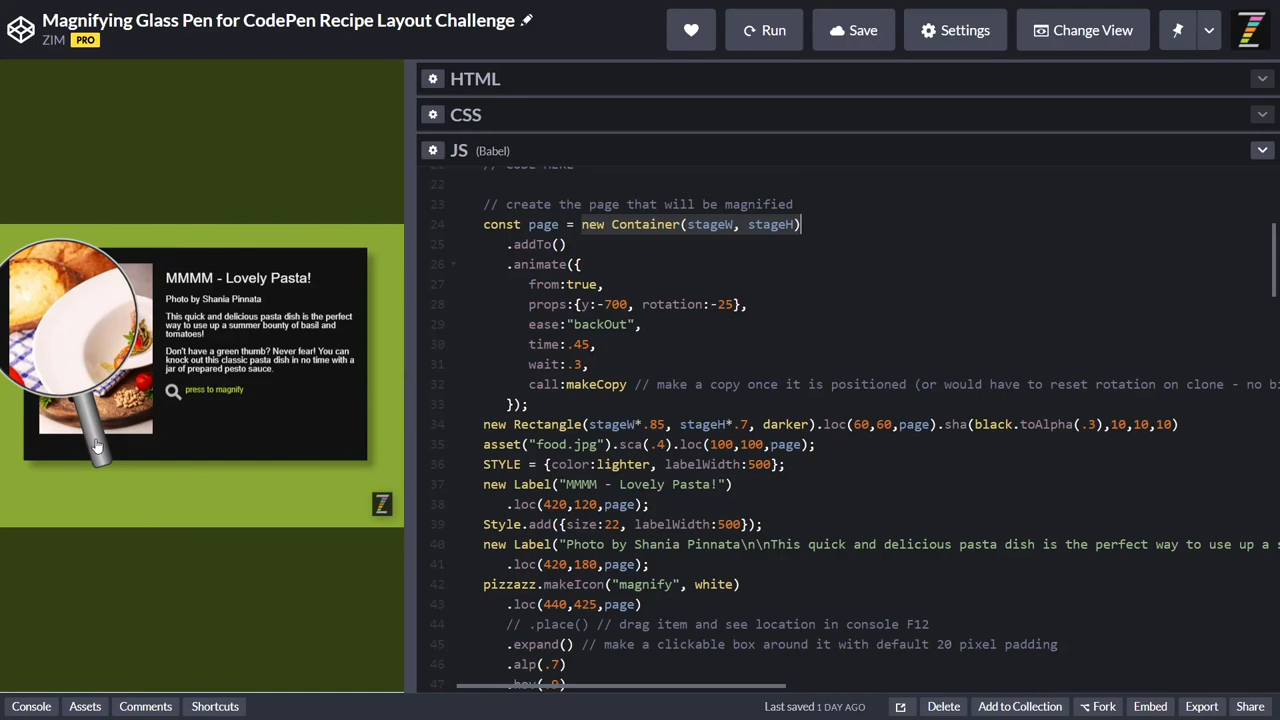 Magnifying Glass Pen for CodePen Recipe Layout Challenge
ZIM PRO
Run
Save
Settings
Change View
MMMM - Lovely Pasta!
Photo by Shania Pinnata
This quick and delicious pasta dish is the perfect
way to use up a summer bounty of basil and
tomatoes!
Don't have a green thumb? Never fear! You can
knock out this classic pasta dish in no time with a
jar of prepared pesto sauce.
press to magnify
HTML
CSS
JS (Babel)
22
23 // create the page that will be magnified
24 const page = new Container(stageW, stageH)
25 .addTo()
26 .animate({
27 from:true,
28 props:{y:-700, rotation:-25},
29 ease:"backOut",
30 time:.45,
31 wait:.3,
32 call:makeCopy // make a copy once it is positioned (or would have to reset rotation on clone - no bi
33 });
34 new Rectangle(stageW*.85, stageH*.7, darker).loc(60,60,page).sha(black.toAlpha(.3),10,10,10)
35 asset("food.jpg").sca(.4).loc(100,100,page);
36 STYLE = {color:lighter, labelWidth:500};
37 new Label("MMMM - Lovely Pasta!")
38 .loc(420,120,page);
39 Style.add({size:22, labelWidth:500});
40 new Label("Photo by Shania Pinnata\n\nThis quick and delicious pasta dish is the perfect way to use up a s
41 .loc(420,180,page);
42 pizzazz.makeIcon("magnify", white)
43 .loc(440,425,page)
44 // .place() // drag item and see location in console F12
45 .expand() // make a clickable box around it with default 20 pixel padding
46 .alp(.7)
47
Console
Assets
Comments
Shortcuts
Last saved 1 DAY AGO
Delete
Add to Collection
Fork
Embed
Export
Share